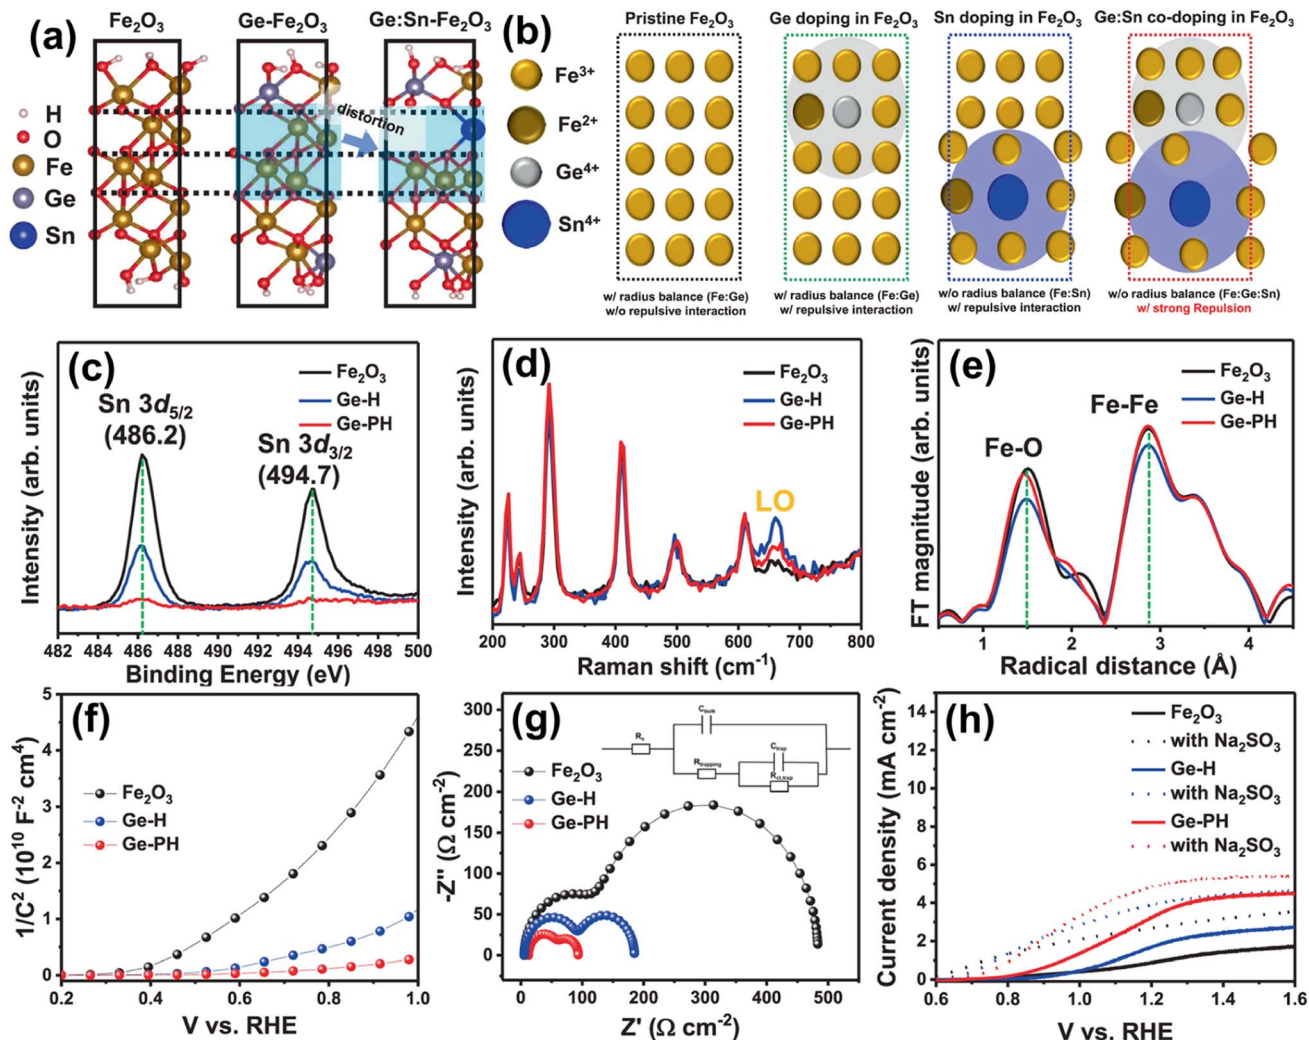 (a)
Fe2O3
Ge-Fe2O3
Ge:Sn-Fe2O3
distortion
H
O
Fe
Ge
Sn
(b)
Pristine Fe2O3
Ge doping in Fe2O3
Sn doping in Fe2O3
Ge:Sn co-doping in Fe2O3
Fe3+
Fe2+
Ge4+
Sn4+
w/ radius balance (Fe:Ge)
w/o repulsive interaction
w/ radius balance (Fe:Ge)
w/ repulsive interaction
w/o radius balance (Fe:Sn)
w/ repulsive interaction
w/o radius balance (Fe:Ge:Sn)
w/ strong Repulsion
(c)
Fe2O3
Ge-H
Ge-PH
Sn 3d5/2
(486.2)
Sn 3d3/2
(494.7)
Intensity (arb. units)
482 484 486 488 490 492 494 496 498 500
Binding Energy (eV)
(d)
Fe2O3
Ge-H
Ge-PH
LO
Intensity (arb. units)
200 300 400 500 600 700 800
Raman shift (cm-1)
(e)
Fe2O3
Ge-H
Ge-PH
Fe-O
Fe-Fe
FT magnitude (arb. units)
1 2 3 4
Radical distance (Å)
(f)
Fe2O3
Ge-H
Ge-PH
1/C2 (1010 F-2 cm4)
5
4
3
2
1
0
0.2 0.4 0.6 0.8 1.0
V vs. RHE
(g)
Fe2O3
Ge-H
Ge-PH
Rs
Cbulk
Rtrapping
Ctrap
Rct,trap
-Z'' (Ω cm-2)
300
250
200
150
100
50
0
0 100 200 300 400 500
Z' (Ω cm-2)
(h)
Fe2O3
with Na2SO3
Ge-H
with Na2SO3
Ge-PH
with Na2SO3
Current density (mA cm-2)
14
12
10
8
6
4
2
0
0.6 0.8 1.0 1.2 1.4 1.6
V vs. RHE